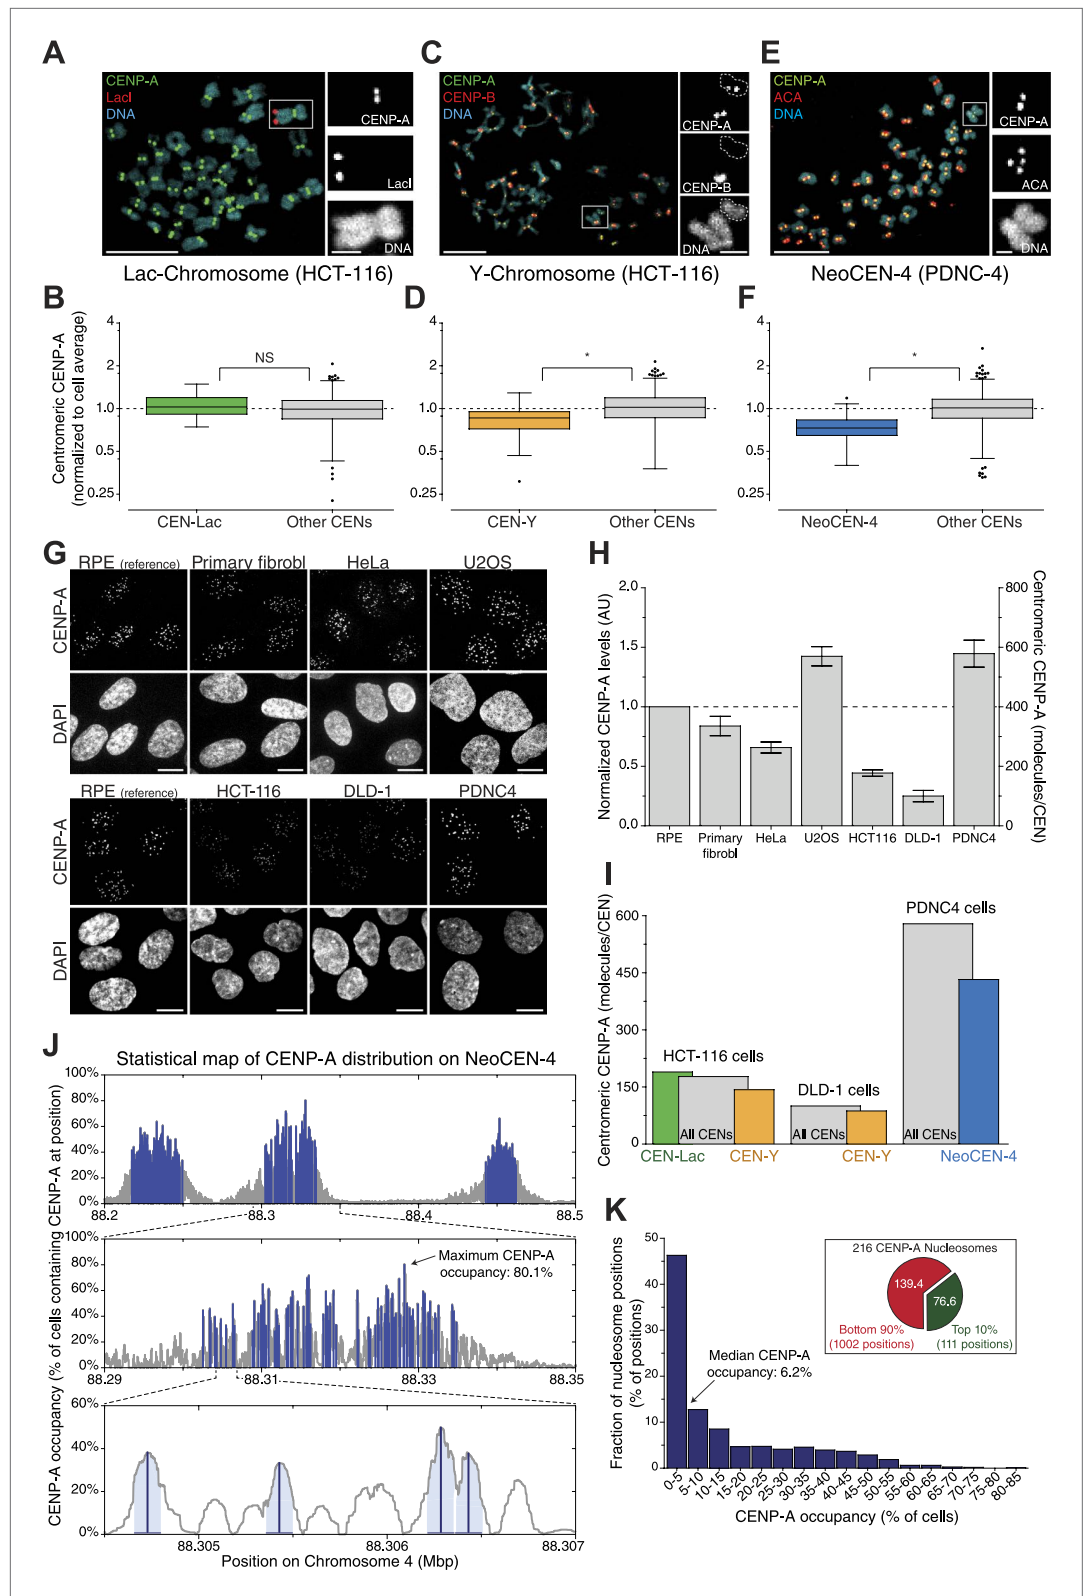 A
CENP-A
LacI
DNA
CENP-A
LacI
DNA
Lac-Chromosome (HCT-116)
C
CENP-A
CENP-B
DNA
CENP-A
CENP-B
DNA
Y-Chromosome (HCT-116)
E
CENP-A
ACA
DNA
CENP-A
ACA
DNA
NeoCEN-4 (PDNC-4)
B
Centromeric CENP-A
(normalized to cell average)
4
2
1.0
0.5
0.25
NS
CEN-Lac
Other CENs
D
4
2
1.0
0.5
0.25
*
CEN-Y
Other CENs
F
4
2
1.0
0.5
0.25
*
NeoCEN-4
Other CENs
G
RPE (reference)
Primary fibrobl
HeLa
U2OS
CENP-A
DAPI
RPE (reference)
HCT-116
DLD-1
PDNC4
CENP-A
DAPI
H
Normalized CENP-A levels (AU)
2.0
1.5
1.0
0.5
0.0
Centromeric CENP-A
(molecules/CEN)
800
600
400
200
0
RPE
Primary
fibrobl
HeLa
U2OS
HCT116
DLD-1
PDNC4
I
Centromeric CENP-A (molecules/CEN)
600
450
300
150
0
HCT-116 cells
DLD-1 cells
PDNC4 cells
All CENs
All CENs
All CENs
CEN-Lac
CEN-Y
CEN-Y
NeoCEN-4
J
Statistical map of CENP-A distribution on NeoCEN-4
CENP-A occupancy (% of cells containing CENP-A at position)
100%
80%
60%
40%
20%
0%
88.2
88.3
88.4
88.5
100%
80%
60%
40%
20%
0%
Maximum CENP-A
occupancy: 80.1%
88.29
88.31
88.33
88.35
60%
40%
20%
0%
88.305
88.306
88.307
Position on Chromosome 4 (Mbp)
K
Fraction of nucleosome positions
(% of positions)
50
40
50
20
10
0
216 CENP-A Nucleosomes
139.4
76.6
Bottom 90%
(1002 positions)
Top 10%
(111 positions)
Median CENP-A
occupancy: 6.2%
0-5
5-10
10-15
15-20
20-25
25-30
30-35
35-40
40-45
45-50
50-55
55-60
60-65
65-70
70-75
75-80
80-85
CENP-A occupancy (% of cells)